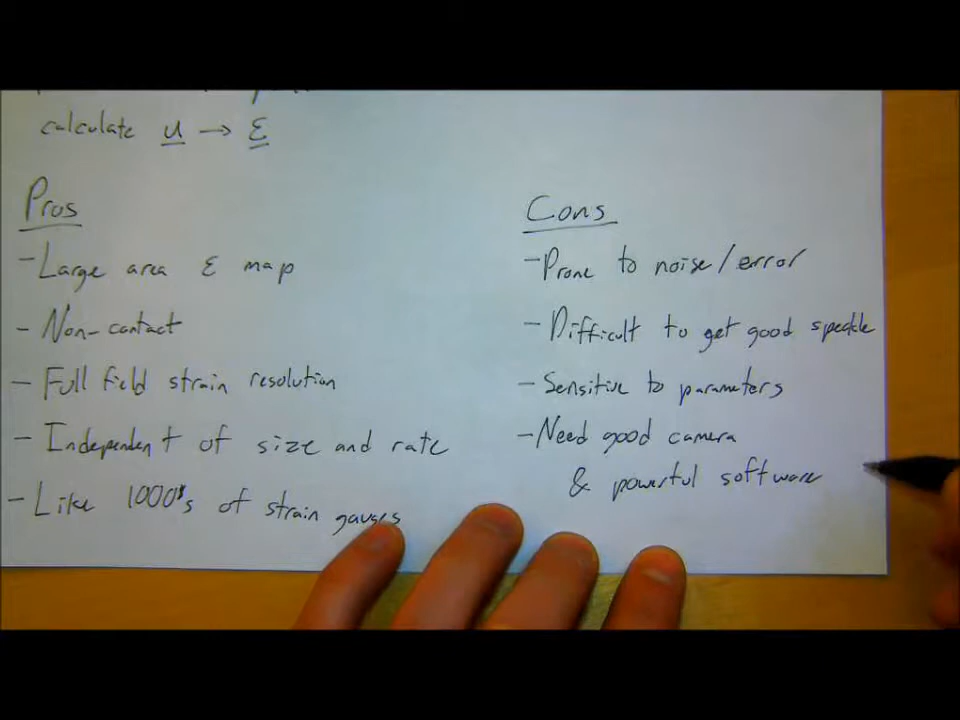 calculate u → ε
Pros
- Large area ε map
- Non-contact
- Full field strain resolution
- Independent of size and rate
- Like 1000's of strain gauges
Cons
- Prone to noise/error
- Difficult to get good speckle
- Sensitive to parameters
- Need good camera
& powerful software